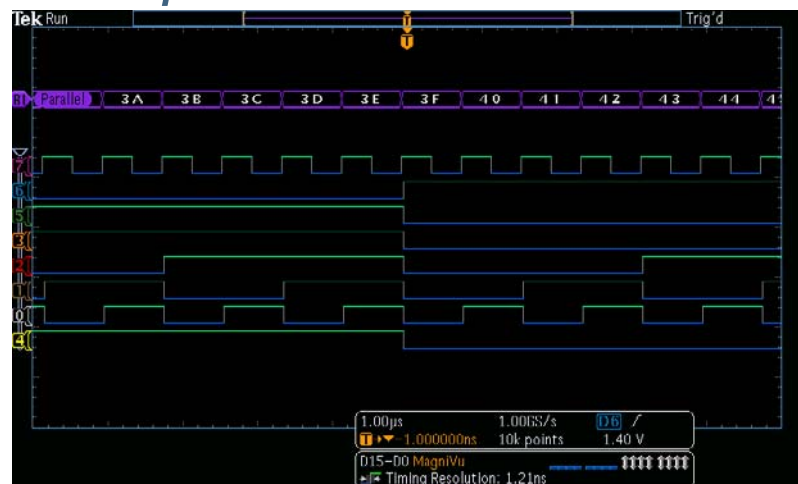 Tek Run Trig'd
T
T
B1 Parallel 3A 3B 3C 3D 3E 3F 40 41 42 43 44
7
6
5
3
2
1
0
4
1.00µs 1.00GS/s D6
T -1.000000ns 10k points 1.40 V
D15-D0 MagniVu
Timing Resolution: 1.21ns